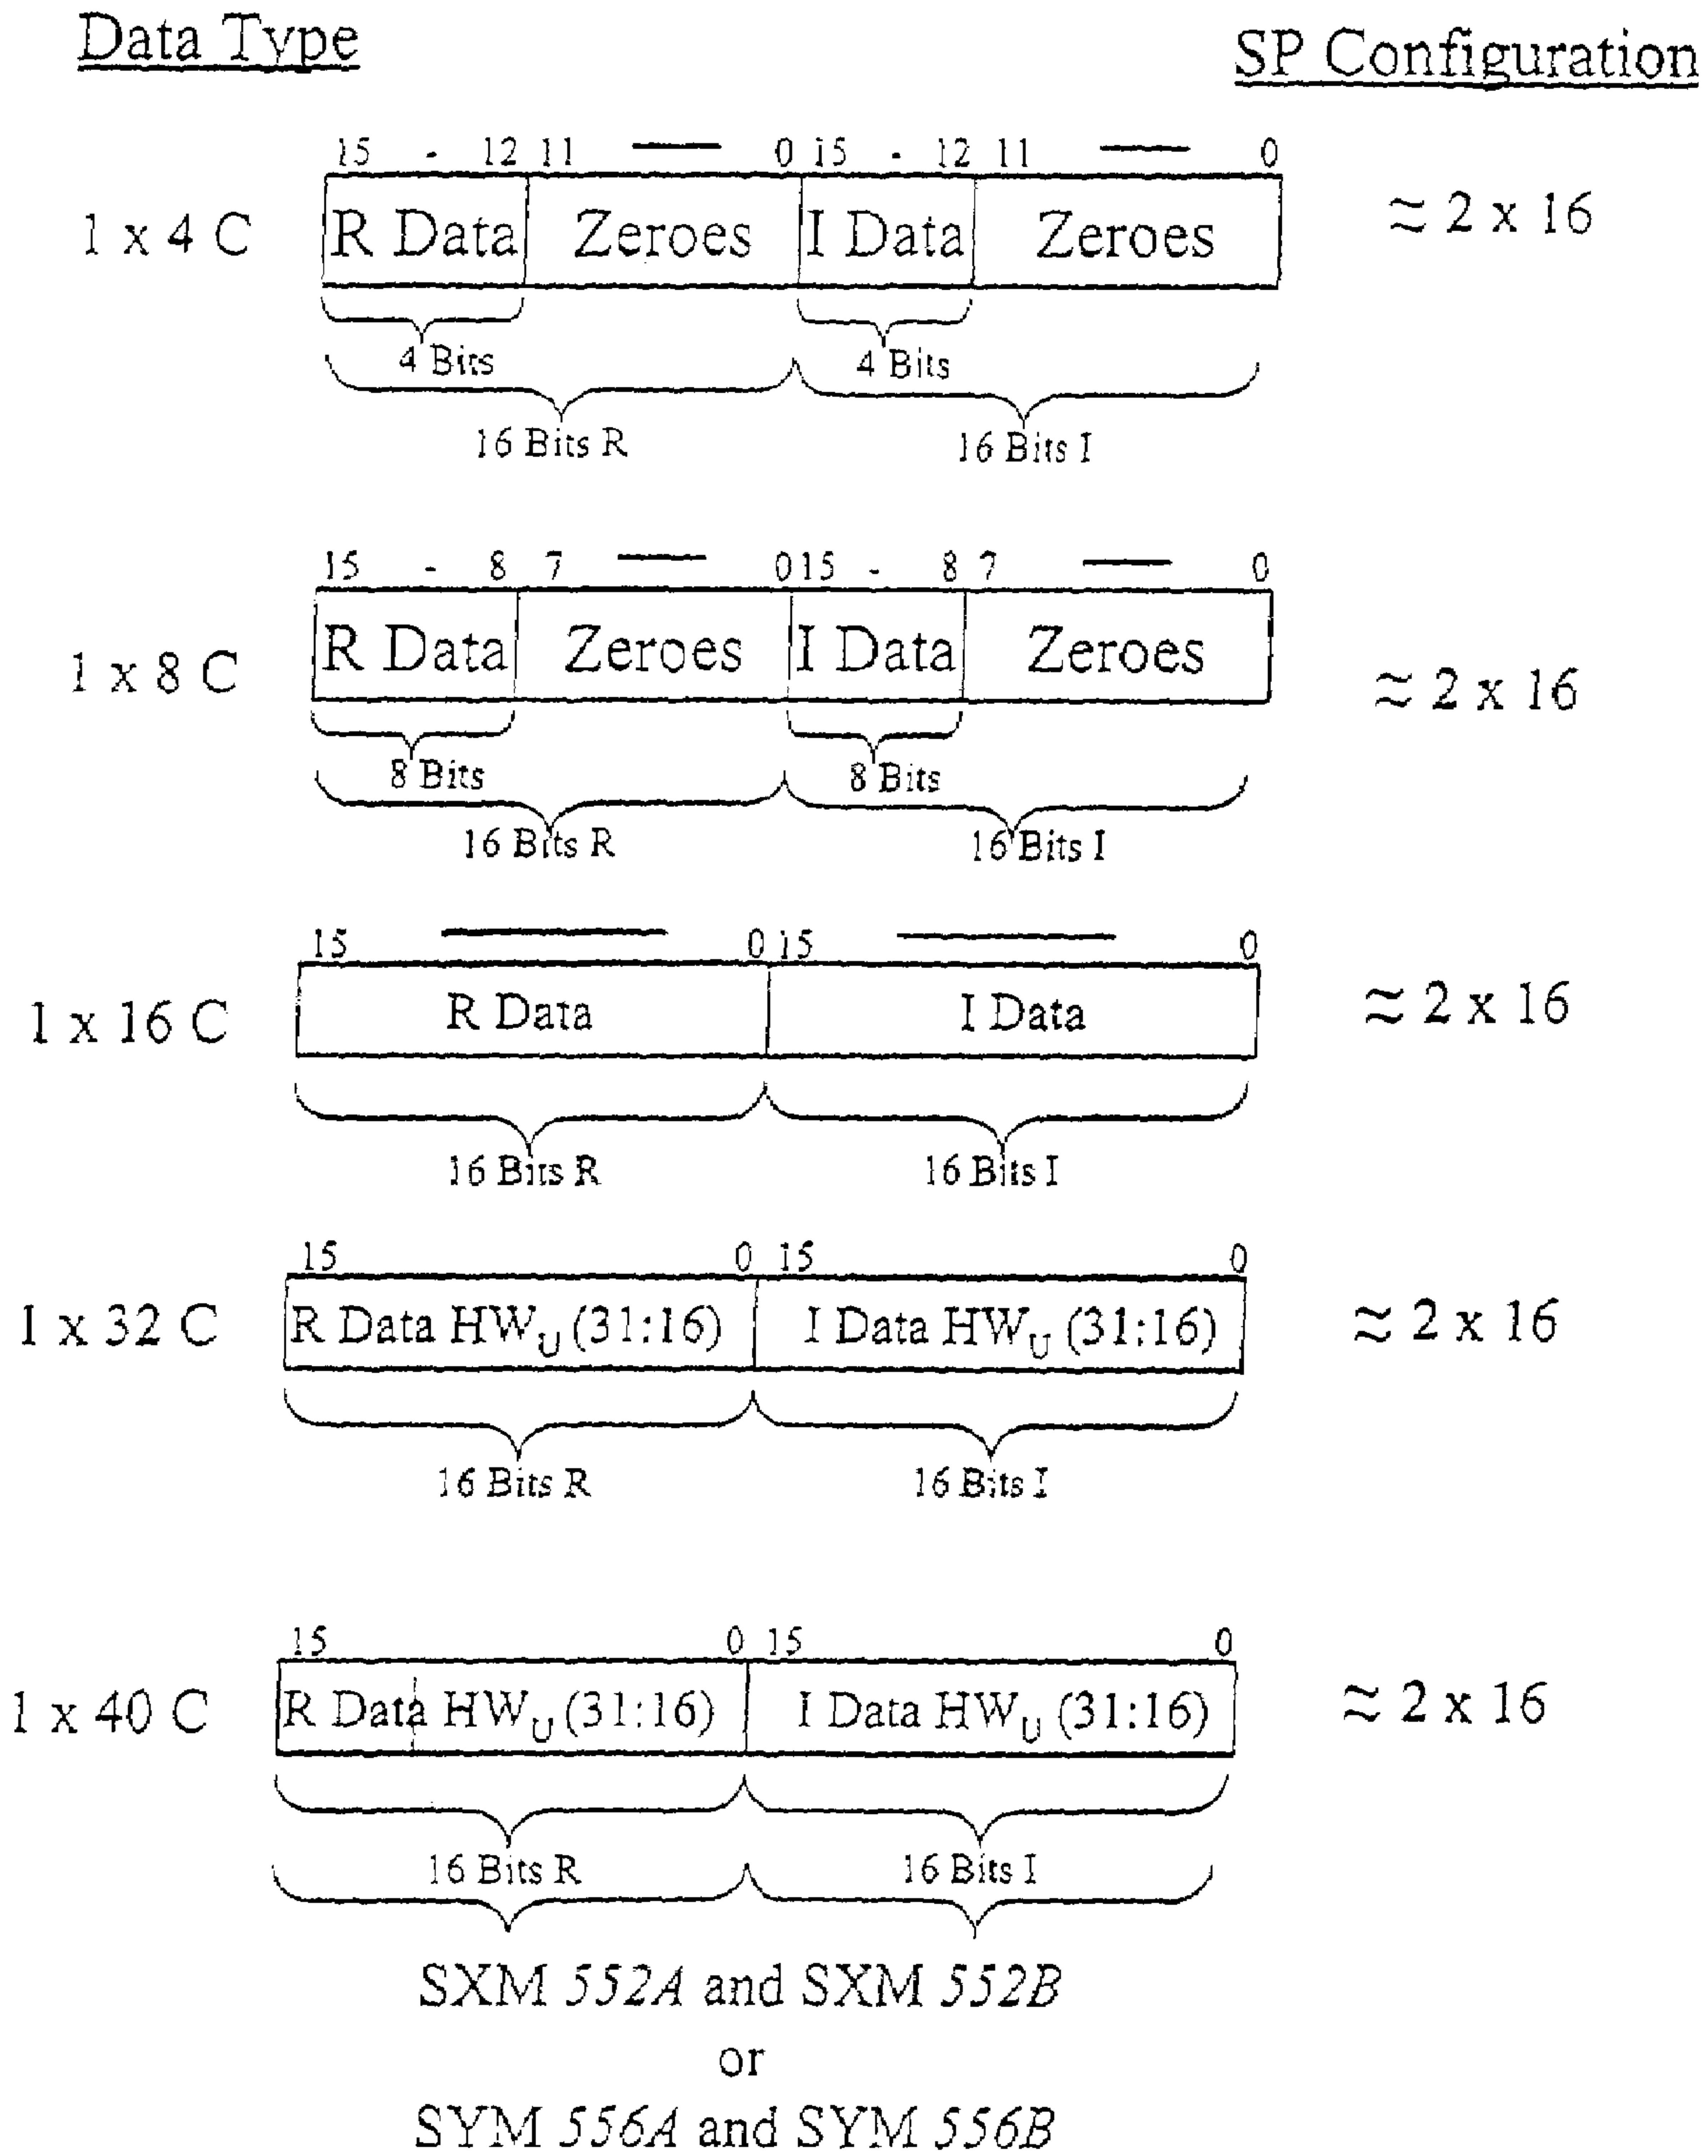 Data Type SP Configuration
15 - 12 11 — 0 15 - 12 11 — 0
1 x 4 C R Data Zeroes I Data Zeroes ≈ 2 x 16
4 Bits 4 Bits
16 Bits R 16 Bits I
15 - 8 7 — 0 15 - 8 7 — 0
1 x 8 C R Data Zeroes I Data Zeroes ≈ 2 x 16
8 Bits 8 Bits
16 Bits R 16 Bits I
15 — 0 15 — 0
1 x 16 C R Data I Data ≈ 2 x 16
16 Bits R 16 Bits I
15 0 15 0
1 x 32 C R Data HWU (31:16) I Data HWU (31:16) ≈ 2 x 16
16 Bits R 16 Bits I
15 0 15 0
1 x 40 C R Data HWU (31:16) I Data HWU (31:16) ≈ 2 x 16
16 Bits R 16 Bits I
SXM 552A and SXM 552B
or
SYM 556A and SYM 556B